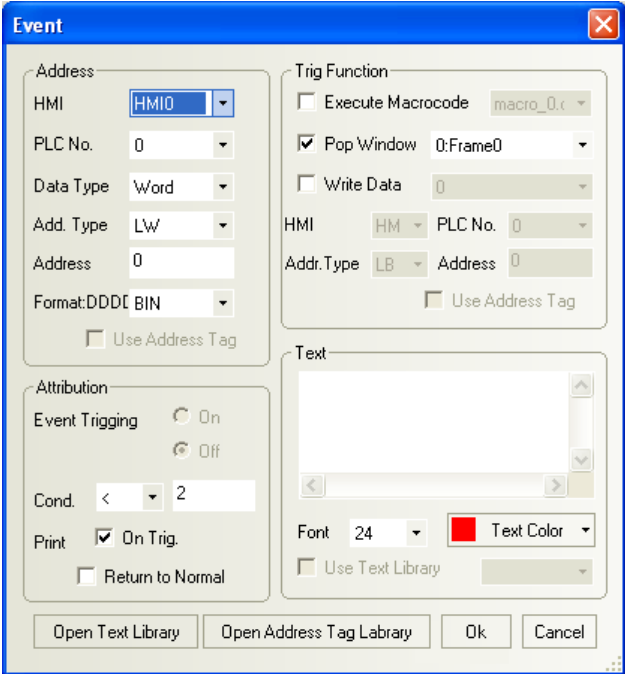 Event
Address
HMI HMI0
PLC No. 0
Data Type Word
Add. Type LW
Address 0
Format:DDDD BIN
Use Address Tag
Attribution
Event Trigging On
Off
Cond. < 2
Print On Trig.
Return to Normal
Trig Function
Execute Macrocode macro_0.c
Pop Window 0:Frame0
Write Data 0
HMI HM PLC No. 0
Addr.Type LB Address 0
Use Address Tag
Text
Font 24 Text Color
Use Text Library
Open Text Library Open Address Tag Labrary Ok Cancel